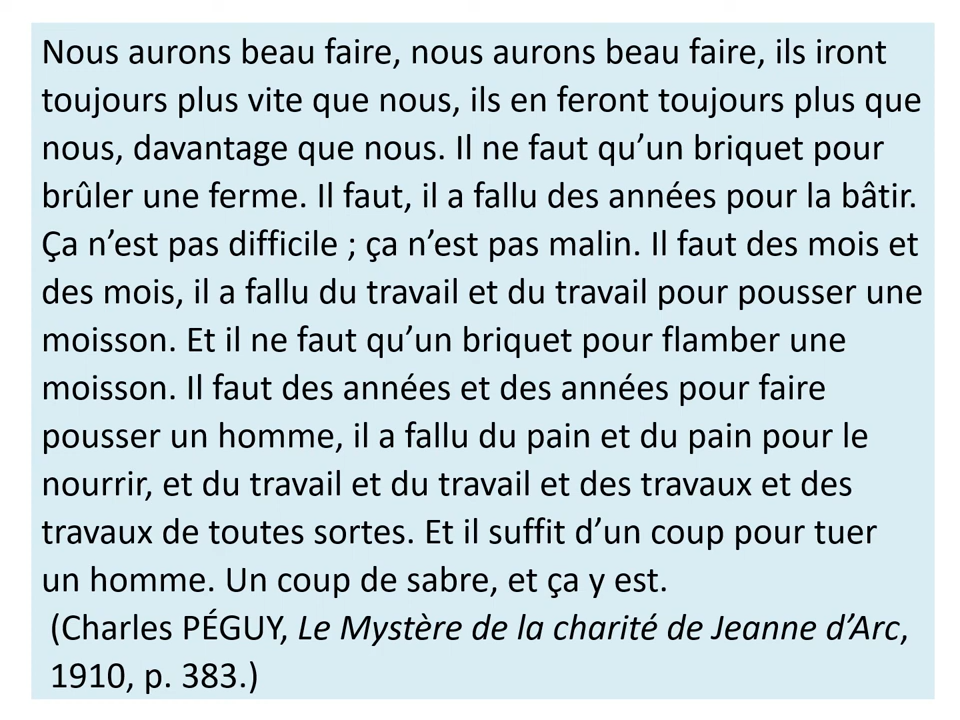 Nous aurons beau faire, nous aurons beau faire, ils iront
toujours plus vite que nous, ils en feront toujours plus que
nous, davantage que nous. Il ne faut qu’un briquet pour
brûler une ferme. Il faut, il a fallu des années pour la bâtir.
Ça n’est pas difficile ; ça n’est pas malin. Il faut des mois et
des mois, il a fallu du travail et du travail pour pousser une
moisson. Et il ne faut qu’un briquet pour flamber une
moisson. Il faut des années et des années pour faire
pousser un homme, il a fallu du pain et du pain pour le
nourrir, et du travail et du travail et des travaux et des
travaux de toutes sortes. Et il suffit d’un coup pour tuer
un homme. Un coup de sabre, et ça y est.
(Charles PÉGUY, Le Mystère de la charité de Jeanne d’Arc,
1910, p. 383.)